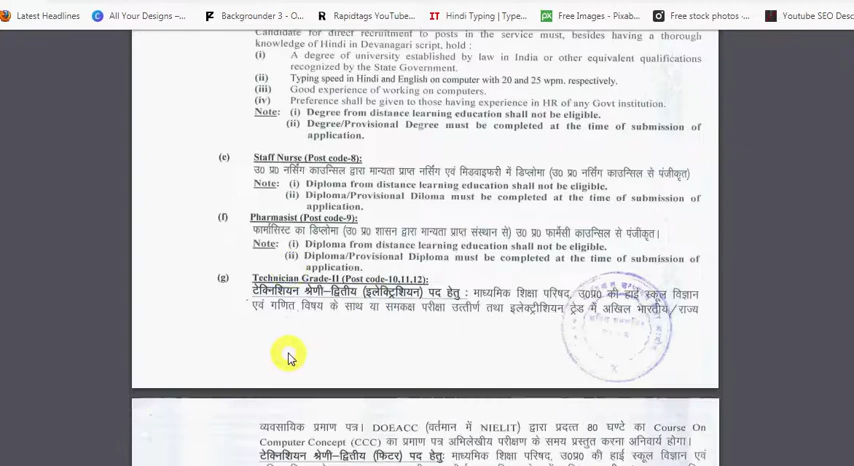 Latest Headlines All Your Designs –... Backgrounder 3 - O... Rapidtags YouTube... Hindi Typing | Type... Free Images - Pixab... Free stock photos -... Youtube SEO Desc
Candidate for direct recruitment to posts in the service must, besides having a thorough
knowledge of Hindi in Devanagari script, hold :
(i) A degree of university established by law in India or other equivalent qualifications
recognized by the State Government.
(ii) Typing speed in Hindi and English on computer with 20 and 25 wpm. respectively.
(iii) Good experience of working on computers.
(iv) Preference shall be given to those having experience in HR of any Govt institution.
Note: (i) Degree from distance learning education shall not be eligible.
(ii) Degree/Provisional Degree must be completed at the time of submission of
application.
(e) Staff Nurse (Post code-8):
उ० प्र० नर्सिंग काउन्सिल द्वारा मान्यता प्राप्त नर्सिंग एवं मिडवाइफरी में डिप्लोमा (उ० प्र० नर्सिंग काउन्सिल से पंजीकृत)
Note: (i) Diploma from distance learning education shall not be eligible.
(ii) Diploma/Provisional Diloma must be completed at the time of submission of
application.
(f) Pharmasist (Post code-9):
फार्मासिस्ट का डिप्लोमा (उ० प्र० शासन द्वारा मान्यता प्राप्त संस्थान से) उ० प्र० फार्मेसी काउन्सिल से पंजीकृत।
Note: (i) Diploma from distance learning education shall not be eligible.
(ii) Diploma/Provisional Diploma must be completed at the time of submission of
application.
(g) Technician Grade-II (Post code-10,11,12):
टेक्निशियन श्रेणी–द्वितीय (इलेक्ट्रिशियन) पद हेतु : माध्यमिक शिक्षा परिषद, उ०प्र० की हाई स्कूल विज्ञान
एवं गणित विषय के साथ या समकक्ष परीक्षा उत्तीर्ण तथा इलेक्ट्रीशियन ट्रेड में अखिल भारतीय/राज्य
व्यवसायिक प्रमाण पत्र। DOEACC (वर्तमान में NIELIT) द्वारा प्रदत्त 80 घण्टे का Course On
Computer Concept (CCC) का प्रमाण पत्र अभिलेखीय परीक्षण के समय प्रस्तुत करना अनिवार्य होगा।
टेक्निशियन श्रेणी–द्वितीय (फिटर) पद हेतु: माध्यमिक शिक्षा परिषद, उ०प्र० की हाई स्कूल विज्ञान एवं